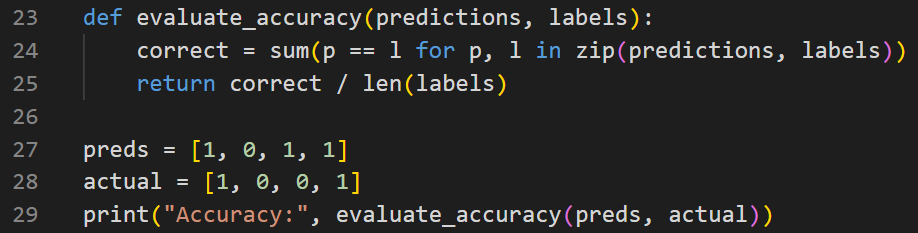 23 def evaluate_accuracy(predictions, labels):
24     correct = sum(p == l for p, l in zip(predictions, labels))
25     return correct / len(labels)
26
27 preds = [1, 0, 1, 1]
28 actual = [1, 0, 0, 1]
29 print("Accuracy:", evaluate_accuracy(preds, actual))